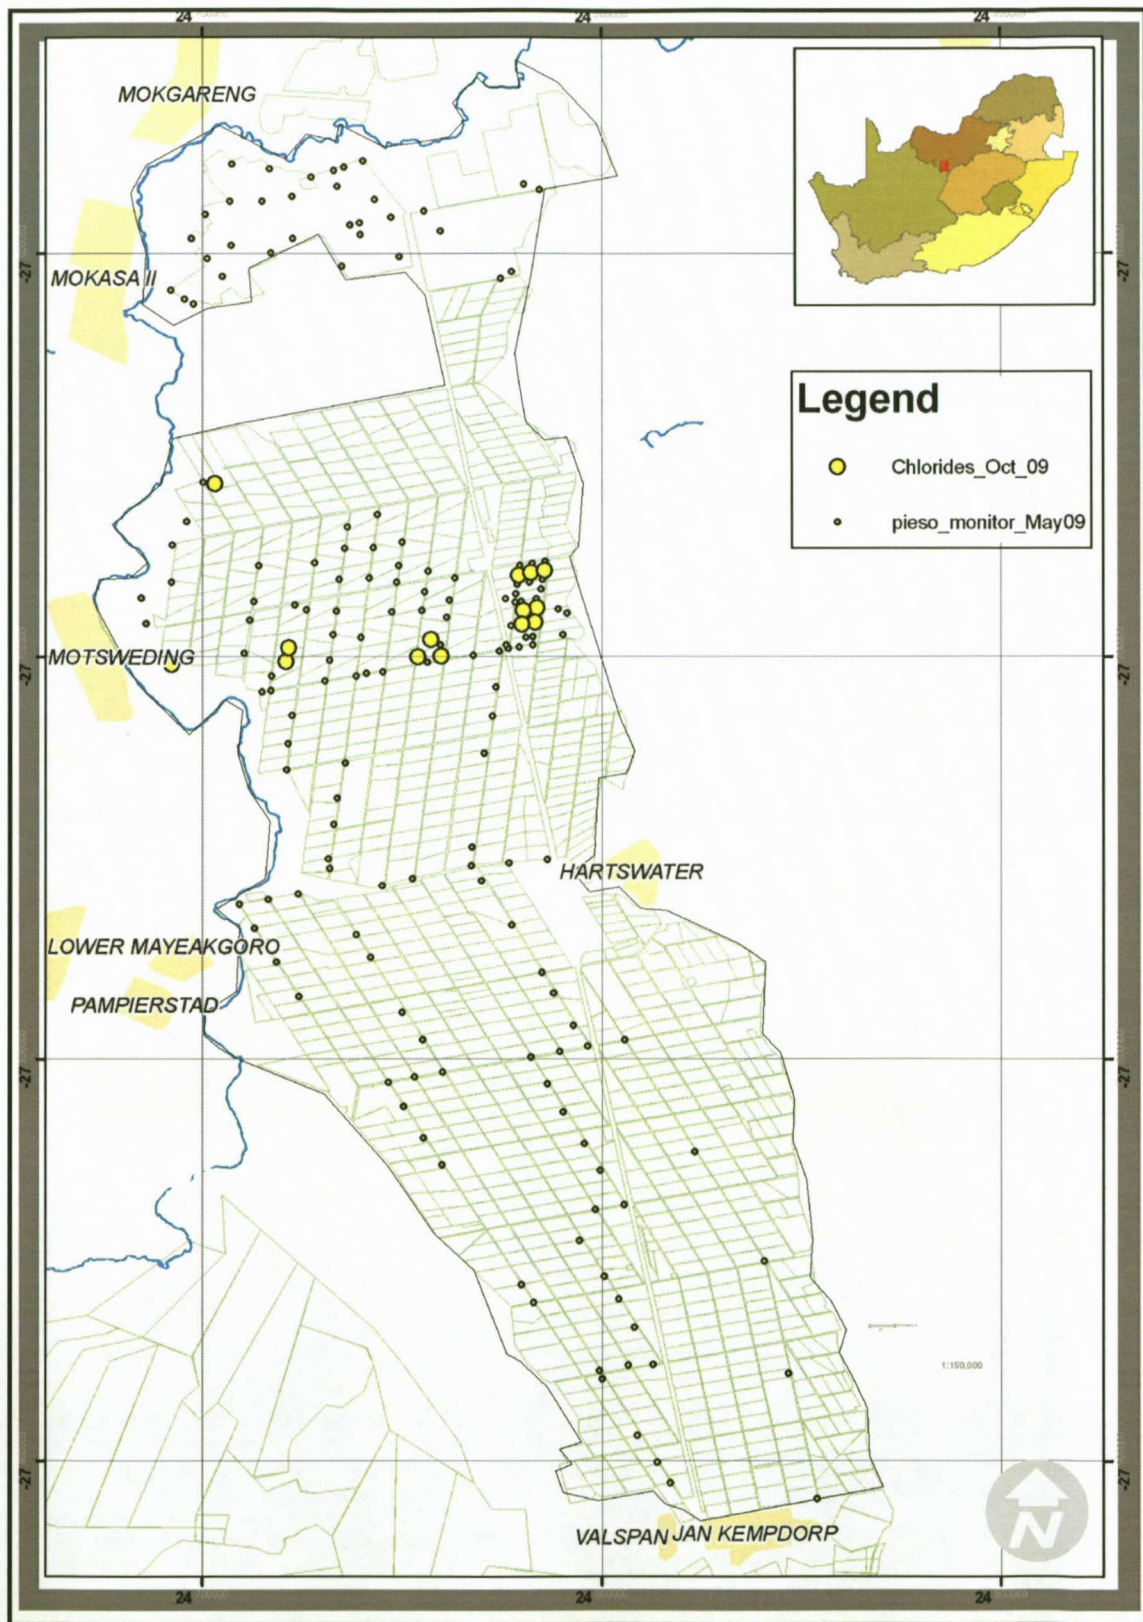 24
24
24
MOKGARENG
-27
-27
MOKASA II
Legend
Chlorides_Oct_09
pieso_monitor_May09
MOTSWEDING
-27
-27
HARTSWATER
LOWER MAYEAKGORO
PAMPIERSTAD
-27
-27
1:150,000
-27
-27
VALSPAN JAN KEMPDORP
N
24
24
24